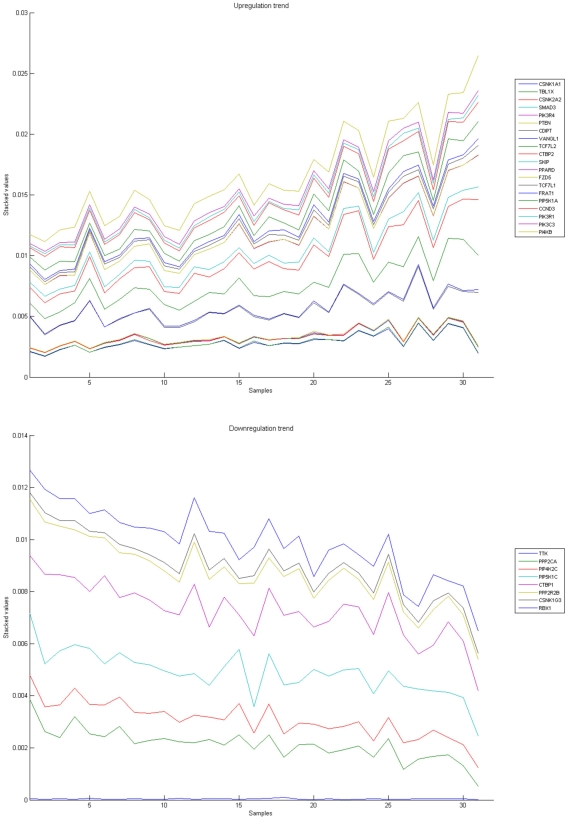 Upregulation trend
0.03
0.025
0.02
0.015
0.01
0.005
0
Stacked values
5
10
15
20
25
30
Samples
CSNK1A1
TBL1X
CSNK2A2
SMAD3
PIK3R4
PTEN
CDIPT
VANGL1
TCF7L2
CTBP2
SKIP
PPARD
FZD5
TCF7L1
FRAT1
PIP5K1A
CCND3
PIK3R1
PIK3C3
PI4KB
Downregulation trend
0.014
0.012
0.01
0.008
0.006
0.004
0.002
0
Stacked values
5
10
15
20
25
30
Samples
TTK
PPP2CA
PIP4K2C
PIP5K1C
CTBP1
PPP2R2B
CSNK1G3
RBX1